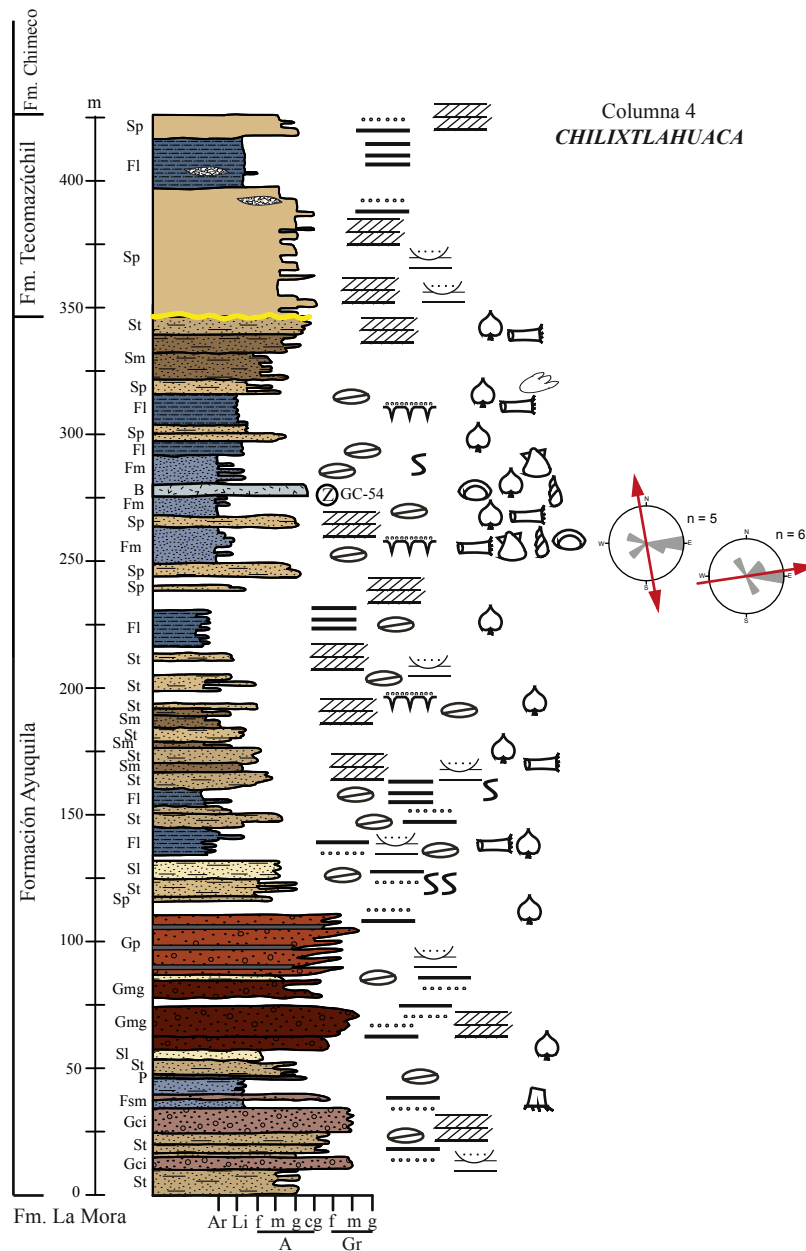 Fm. Chimeco
Fm. Tecomazúchil
Formación Ayuquila
Fm. La Mora
m
400
350
300
250
200
150
100
50
0
Columna 4
CHILIXTLAHUACA
Sp
Fl
Sp
St
Sm
Sp
Fl
Sp
Fl
Fm
B
Fm
Sp
Fm
Sp
Sp
Fl
St
St
St
Sm
St
Sm
St
Sm
St
Fl
St
Fl
Sl
St
Sp
Gp
Gmg
Gmg
Sl
St
P
Fsm
Gci
St
Gci
St
Z GC-54
N
W
E
S
n = 5
N
W
E
S
n = 6
Ar Li f m g cg f m g
A Gr